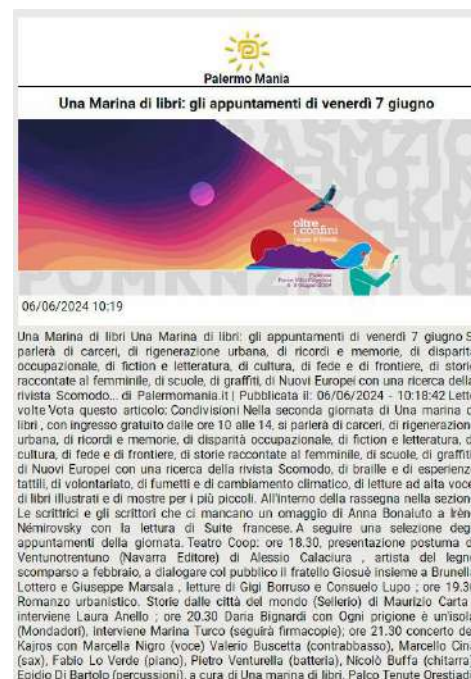 Palermo Mania
Una Marina di libri: gli appuntamenti di venerdì 7 giugno
oltre
i confini
06/06/2024 10:19
Una Marina di libri Una Marina di libri: gli appuntamenti di venerdì 7 giugno S
parlerà di carceri, di rigenerazione urbana, di ricordi e memorie, di disparit
occupazionale, di fiction e letteratura, di cultura, di fede e di frontiere, di storie
raccontate al femminile, di scuole, di graffiti, di Nuovi Europei con una ricerca della
rivista Scomodo... di Palermomania.it | Pubblicata il: 06/06/2024 - 10:18:42 Lette
volte Vota questo articolo: Condivisioni Nella seconda giornata di Una marina d
libri , con ingresso gratuito dalle ore 10 alle 14, si parlerà di carceri, di rigenerazion
urbana, di ricordi e memorie, di disparità occupazionale, di fiction e letteratura, d
cultura, di fede e di frontiere, di storie raccontate al femminile, di scuole, di graffiti
di Nuovi Europei con una ricerca della rivista Scomodo, di braille e di esperienz
tattili, di volontariato, di fumetti e di cambiamento climatico, di letture ad alta voce
di libri illustrati e di mostre per i più piccoli. All'interno della rassegna nella sezion
Le scrittrici e gli scrittori che ci mancano un omaggio di Anna Bonaiuto a Irèn
Némirovsky con la lettura di Suite francese. A seguire una selezione deg
appuntamenti della giornata. Teatro Coop: ore 18.30, presentazione postuma d
Ventunotrentuno (Navarra Editore) di Alessio Calaciura , artista del legn
scomparso a febbraio, a dialogare col pubblico il fratello Giosuè insieme a Brunell
Lottero e Giuseppe Marsala , letture di Gigi Borruso e Consuelo Lupo ; ore 19.30
Romanzo urbanistico. Storie dalle città del mondo (Sellerio) di Maurizio Carta
interviene Laura Anello ; ore 20.30 Daria Bignardi con Ogni prigione è un'isola
(Mondadori), interviene Marina Turco (seguirà firmacopie); ore 21.30 concerto de
Kajros con Marcella Nigro (voce) Valerio Buscetta (contrabbasso), Marcello Cina
(sax), Fabio Lo Verde (piano), Pietro Venturella (batteria), Nicolò Buffa (chitarra)
Egidio Di Bartolo (percussioni), a cura di Una marina di libri. Palco Tenute Orestiad